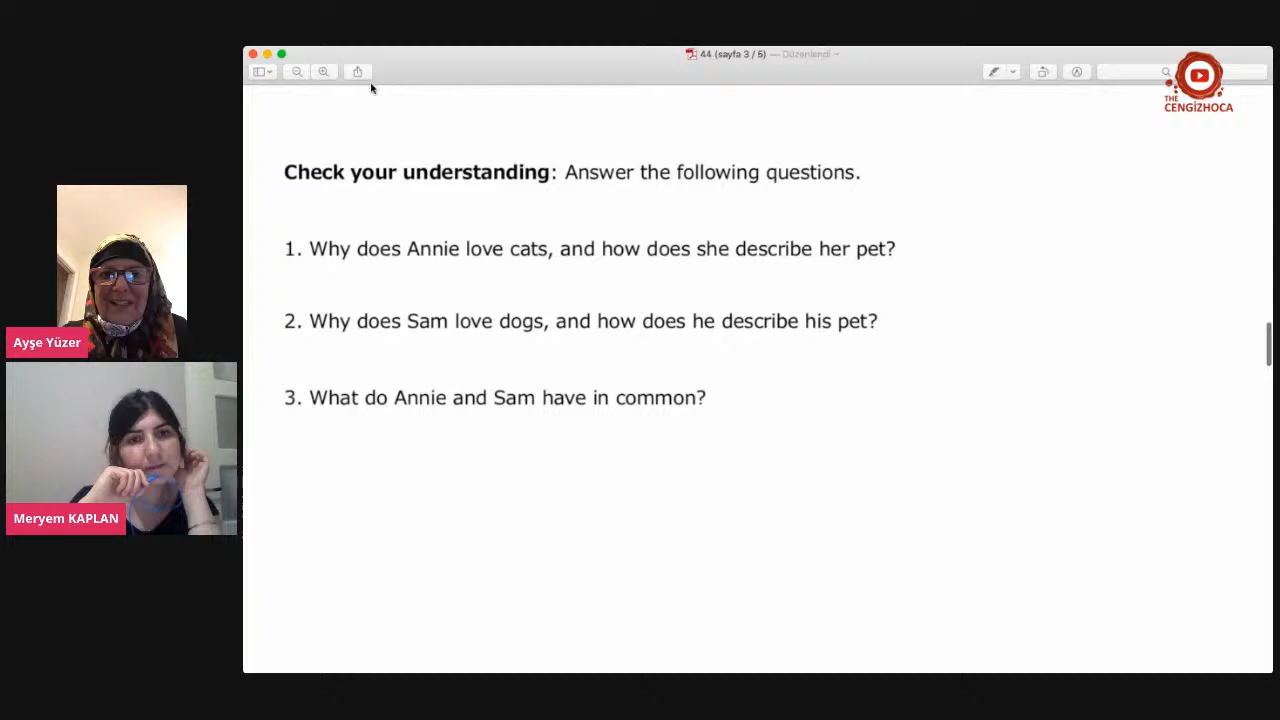 44 (sayfa 3 / 5) — Düzenlendi
THE
CENGİZHOCA
Check your understanding: Answer the following questions.
1. Why does Annie love cats, and how does she describe her pet?
2. Why does Sam love dogs, and how does he describe his pet?
3. What do Annie and Sam have in common?
Ayşe Yüzer
Meryem KAPLAN